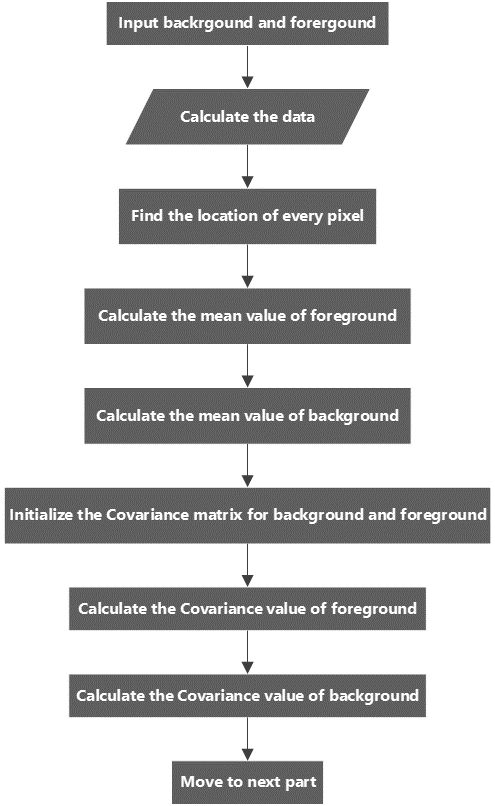 Input backrgound and forerground
Calculate the data
Find the location of every pixel
Calculate the mean value of foreground
Calculate the mean value of background
Initialize the Covariance matrix for background and foreground
Calculate the Covariance value of foreground
Calculate the Covariance value of background
Move to next part